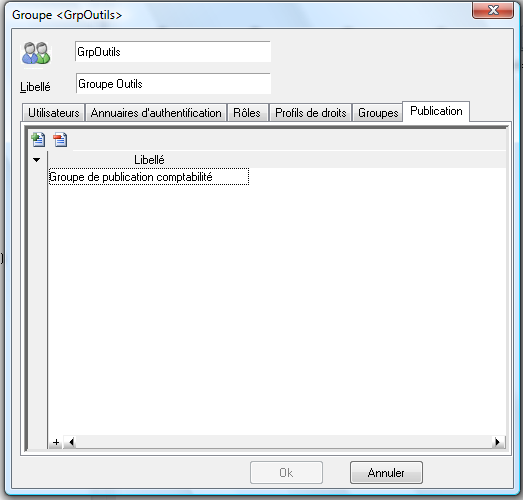 Groupe <GrpOutils>
GrpOutils
Libellé Groupe Outils
Utilisateurs Annuaires d'authentification Rôles Profils de droits Groupes Publication
Libellé
Groupe de publication comptabilité
Ok Annuler